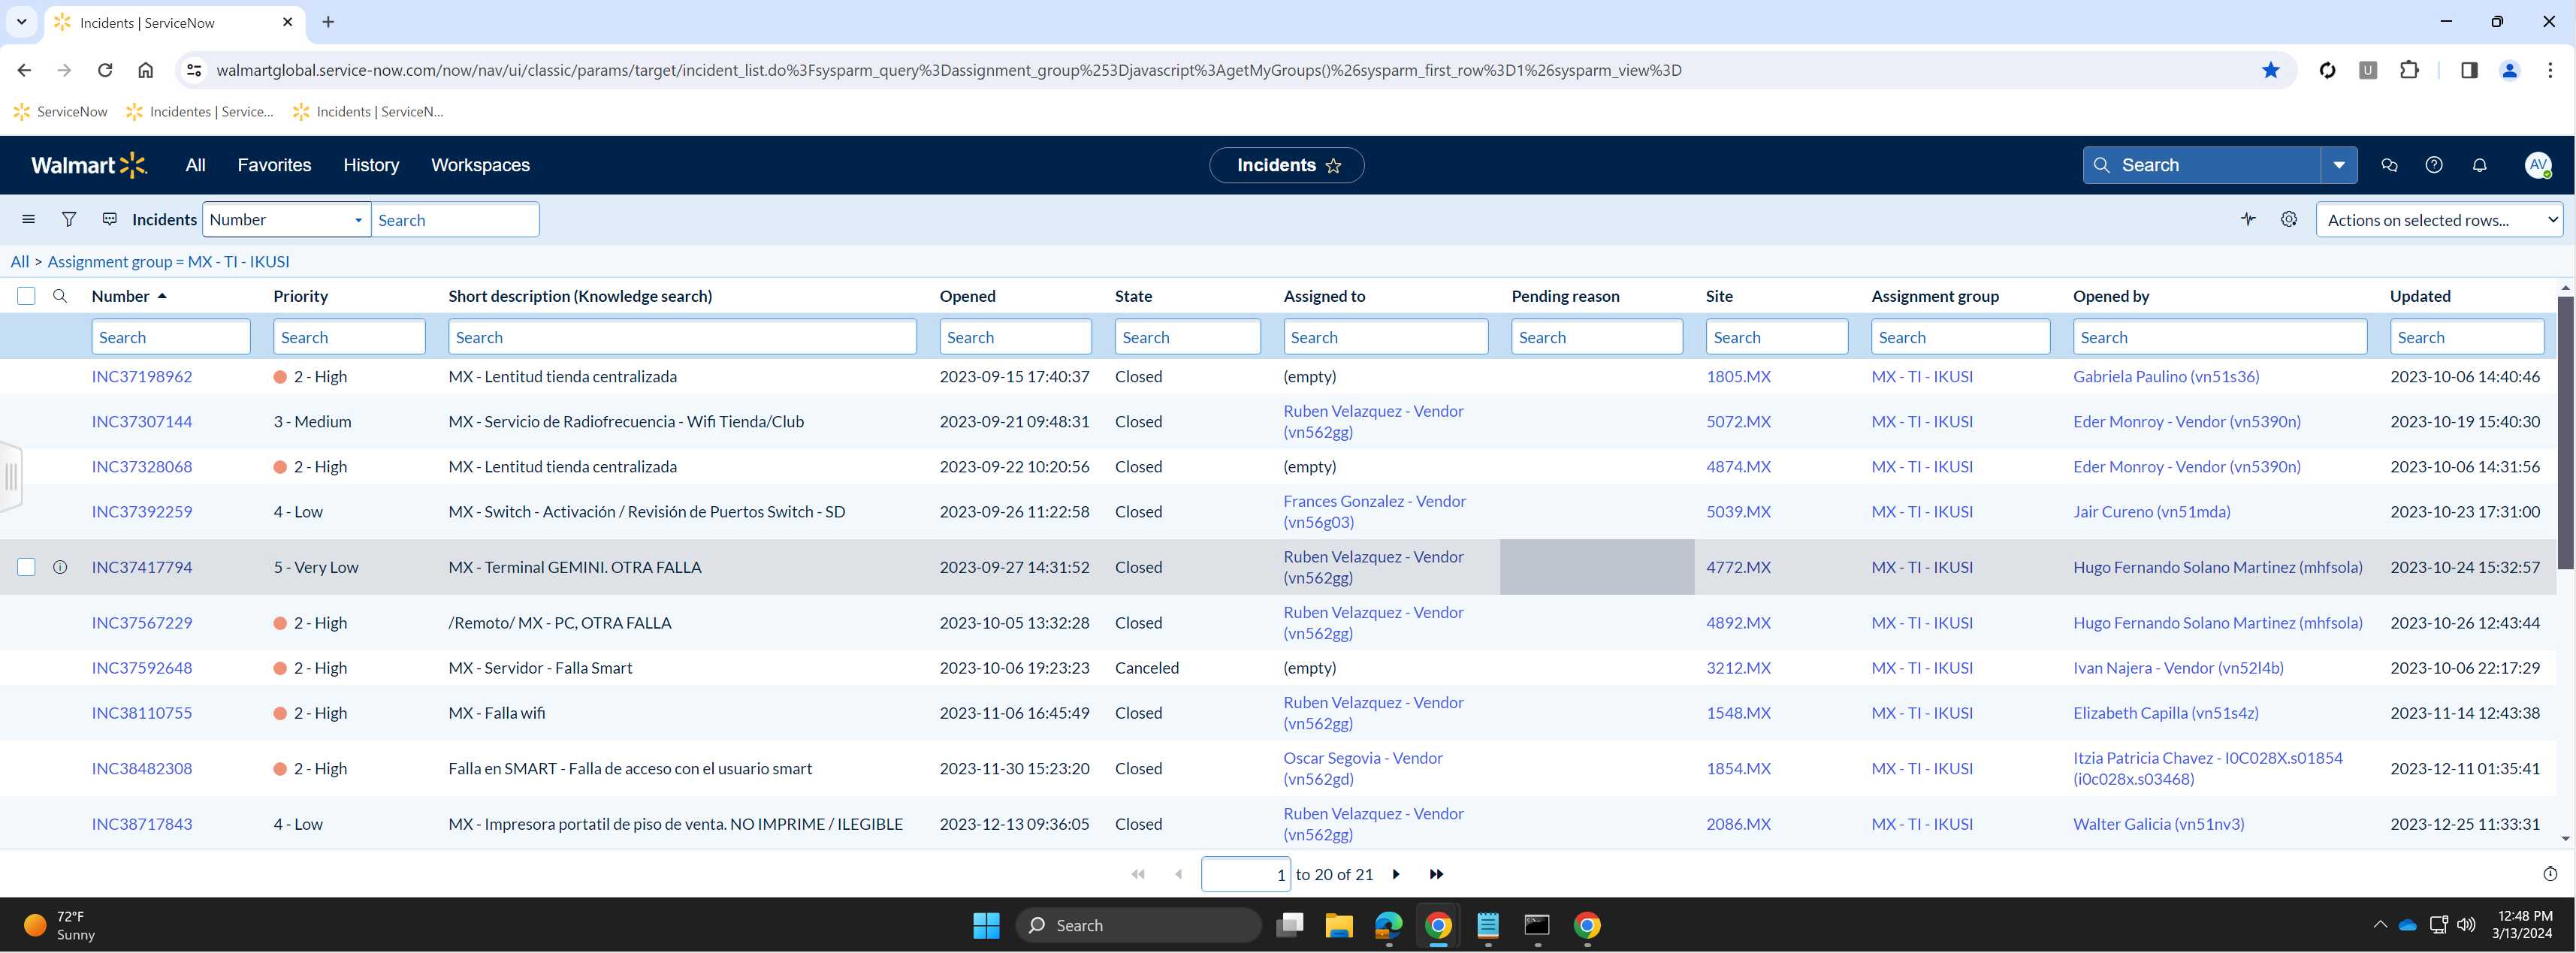 Incidents | ServiceNow
walmartglobal.service-now.com/now/nav/ui/classic/params/target/incident_list.do%3Fsysparm_query%3Dassignment_group%253Djavascript%3AgetMyGroups()%26sysparm_first_row%3D1%26sysparm_view%3D
U
ServiceNow Incidentes | Service... Incidents | ServiceN...
Walmart All Favorites History Workspaces Incidents Search AV
Incidents Number Search Actions on selected rows...
All > Assignment group = MX - TI - IKUSI
Number Priority Short description (Knowledge search) Opened State Assigned to Pending reason Site Assignment group Opened by Updated
Search Search Search Search Search Search Search Search Search Search Search
INC37198962 2 - High MX - Lentitud tienda centralizada 2023-09-15 17:40:37 Closed (empty) 1805.MX MX - TI - IKUSI Gabriela Paulino (vn51s36) 2023-10-06 14:40:46
INC37307144 3 - Medium MX - Servicio de Radiofrecuencia - Wifi Tienda/Club 2023-09-21 09:48:31 Closed Ruben Velazquez - Vendor (vn562gg) 5072.MX MX - TI - IKUSI Eder Monroy - Vendor (vn5390n) 2023-10-19 15:40:30
INC37328068 2 - High MX - Lentitud tienda centralizada 2023-09-22 10:20:56 Closed (empty) 4874.MX MX - TI - IKUSI Eder Monroy - Vendor (vn5390n) 2023-10-06 14:31:56
INC37392259 4 - Low MX - Switch - Activación / Revisión de Puertos Switch - SD 2023-09-26 11:22:58 Closed Frances Gonzalez - Vendor (vn56g03) 5039.MX MX - TI - IKUSI Jair Cureno (vn51mda) 2023-10-23 17:31:00
INC37417794 5 - Very Low MX - Terminal GEMINI. OTRA FALLA 2023-09-27 14:31:52 Closed Ruben Velazquez - Vendor (vn562gg) 4772.MX MX - TI - IKUSI Hugo Fernando Solano Martinez (mhfsola) 2023-10-24 15:32:57
INC37567229 2 - High /Remoto/ MX - PC, OTRA FALLA 2023-10-05 13:32:28 Closed Ruben Velazquez - Vendor (vn562gg) 4892.MX MX - TI - IKUSI Hugo Fernando Solano Martinez (mhfsola) 2023-10-26 12:43:44
INC37592648 2 - High MX - Servidor - Falla Smart 2023-10-06 19:23:23 Canceled (empty) 3212.MX MX - TI - IKUSI Ivan Najera - Vendor (vn52l4b) 2023-10-06 22:17:29
INC38110755 2 - High MX - Falla wifi 2023-11-06 16:45:49 Closed Ruben Velazquez - Vendor (vn562gg) 1548.MX MX - TI - IKUSI Elizabeth Capilla (vn51s4z) 2023-11-14 12:43:38
INC38482308 2 - High Falla en SMART - Falla de acceso con el usuario smart 2023-11-30 15:23:20 Closed Oscar Segovia - Vendor (vn562gd) 1854.MX MX - TI - IKUSI Itzia Patricia Chavez - I0C028X.s01854 (i0c028x.s03468) 2023-12-11 01:35:41
INC38717843 4 - Low MX - Impresora portatil de piso de venta. NO IMPRIME / ILEGIBLE 2023-12-13 09:36:05 Closed Ruben Velazquez - Vendor (vn562gg) 2086.MX MX - TI - IKUSI Walter Galicia (vn51nv3) 2023-12-25 11:33:31
1 to 20 of 21
72°F
Sunny
Search
12:48 PM
3/13/2024